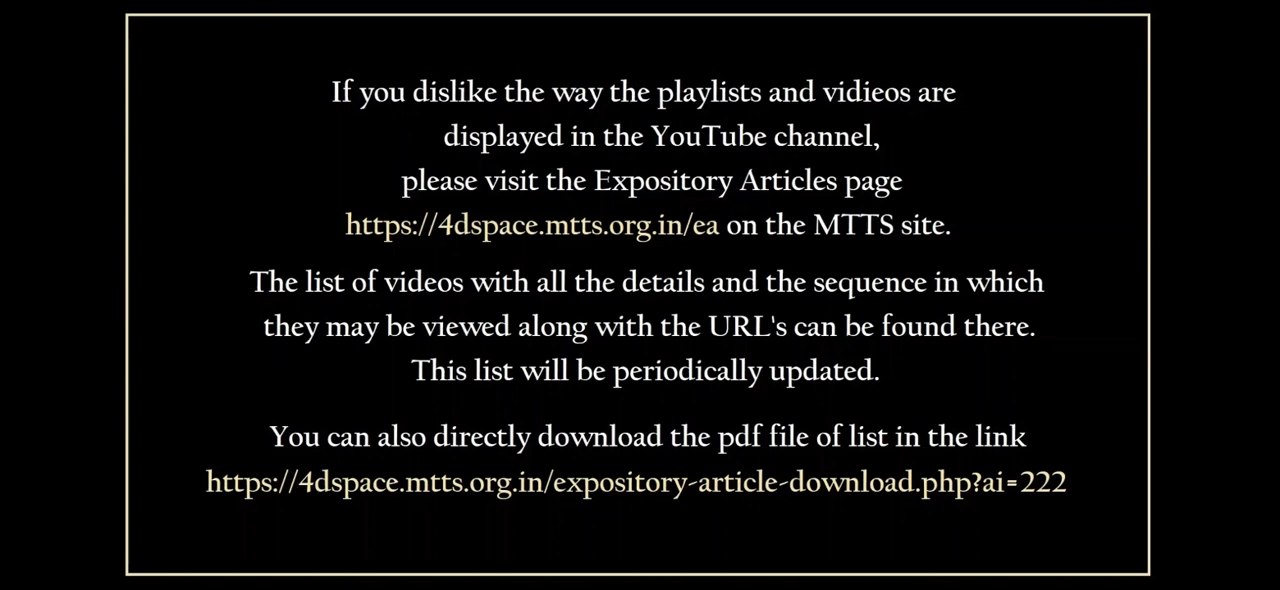 If you dislike the way the playlists and vidieos are
displayed in the YouTube channel,
please visit the Expository Articles page
https://4dspace.mtts.org.in/ea on the MTTS site.
The list of videos with all the details and the sequence in which
they may be viewed along with the URL's can be found there.
This list will be periodically updated.
You can also directly download the pdf file of list in the link
https://4dspace.mtts.org.in/expository-article-download.php?ai=222